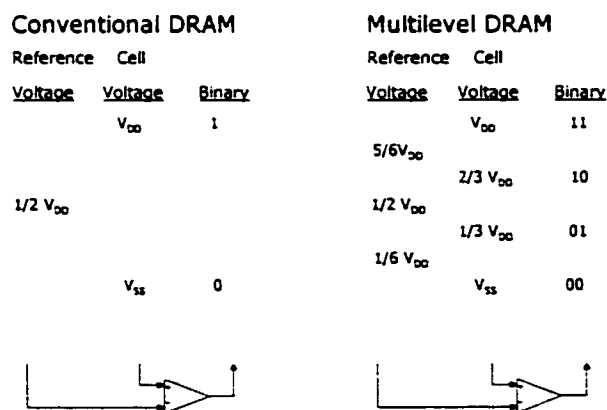 Conventional DRAM
Reference Cell
Voltage Voltage Binary
V_DD 1
1/2 V_DD
V_SS 0
Multilevel DRAM
Reference Cell
Voltage Voltage Binary
V_DD 11
5/6V_DD
2/3 V_DD 10
1/2 V_DD
1/3 V_DD 01
1/6 V_DD
V_SS 00